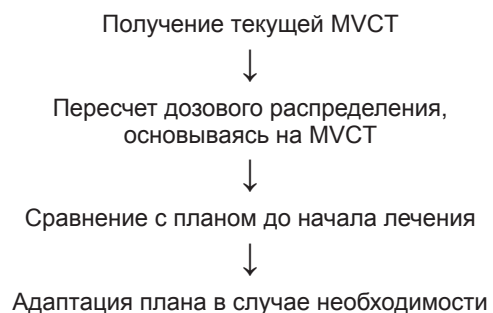 Получение текущей MVCT
Пересчет дозового распределения,
основываясь на MVCT
Сравнение с планом до начала лечения
Адаптация плана в случае необходимости